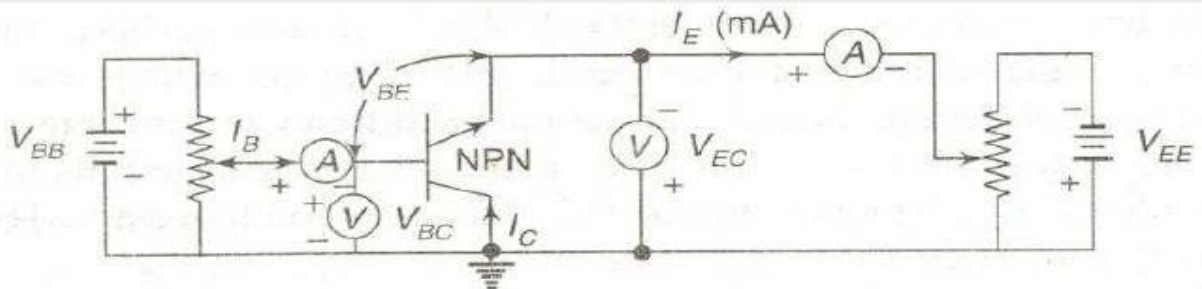 I_E (mA)
+ A −
V_BE
V_BB
+
I_B
+ A −
NPN
−
V
+
V_EC
−
+
V_EE
+
V
−
V_BC
I_C